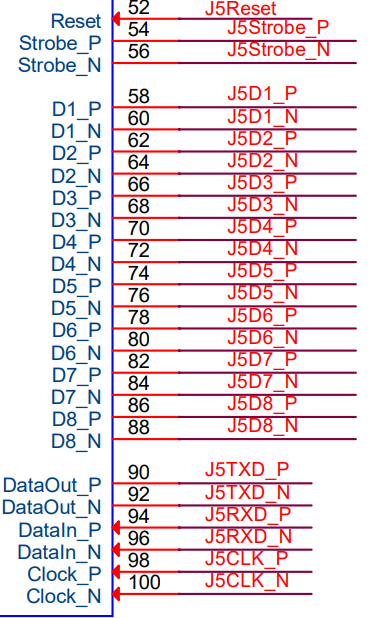 Reset 52 J5Reset
Strobe_P 54 J5Strobe_P
Strobe_N 56 J5Strobe_N
D1_P 58 J5D1_P
D1_N 60 J5D1_N
D2_P 62 J5D2_P
D2_N 64 J5D2_N
D3_P 66 J5D3_P
D3_N 68 J5D3_N
D4_P 70 J5D4_P
D4_N 72 J5D4_N
D5_P 74 J5D5_P
D5_N 76 J5D5_N
D6_P 78 J5D6_P
D6_N 80 J5D6_N
D7_P 82 J5D7_P
D7_N 84 J5D7_N
D8_P 86 J5D8_P
D8_N 88 J5D8_N
DataOut_P 90 J5TXD_P
DataOut_N 92 J5TXD_N
DataIn_P 94 J5RXD_P
DataIn_N 96 J5RXD_N
Clock_P 98 J5CLK_P
Clock_N 100 J5CLK_N